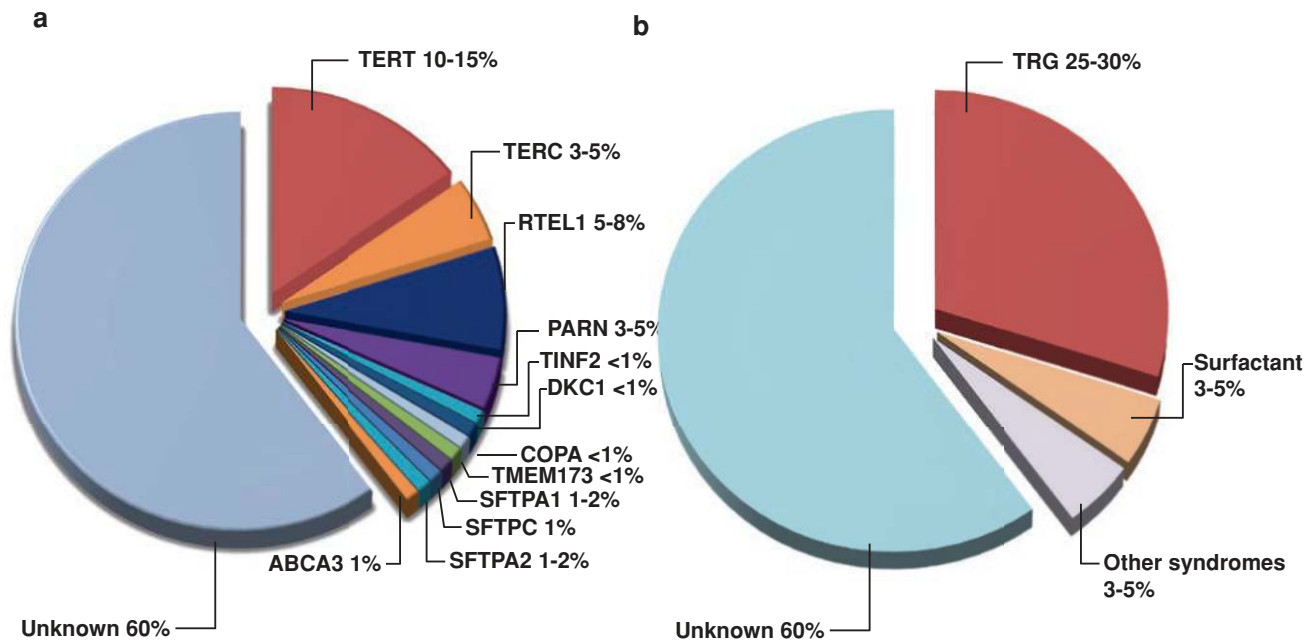 a
TERT 10-15%
TERC 3-5%
RTEL1 5-8%
PARN 3-5%
TINF2 <1%
DKC1 <1%
COPA <1%
TMEM173 <1%
SFTPA1 1-2%
SFTPC 1%
SFTPA2 1-2%
ABCA3 1%
Unknown 60%
b
TRG 25-30%
Surfactant
3-5%
Other syndromes
3-5%
Unknown 60%